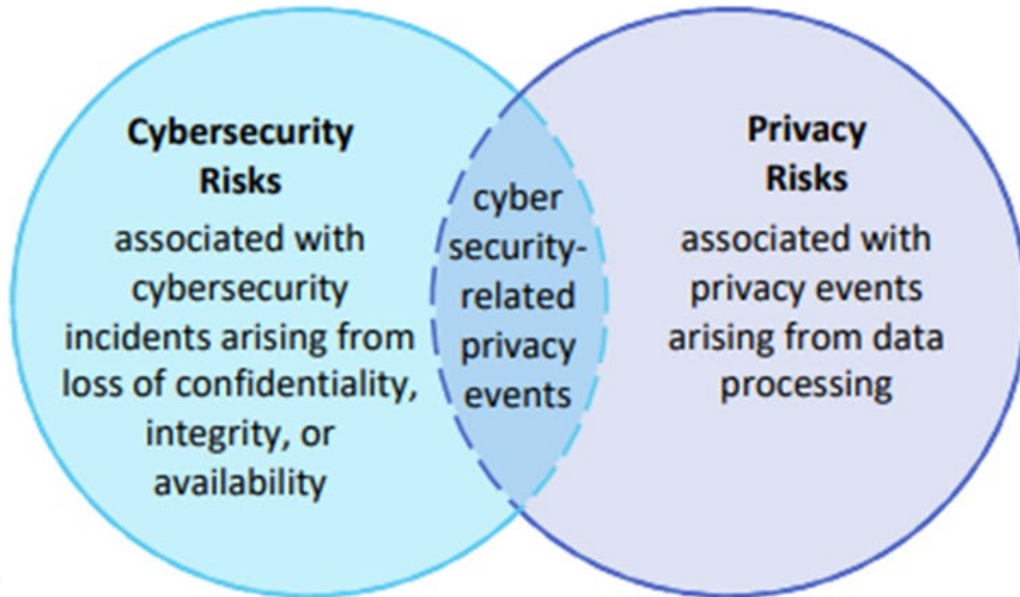 Cybersecurity
Risks
associated with
cybersecurity
incidents arising from
loss of confidentiality,
integrity, or
availability
cyber
security-
related
privacy
events
Privacy
Risks
associated with
privacy events
arising from data
processing